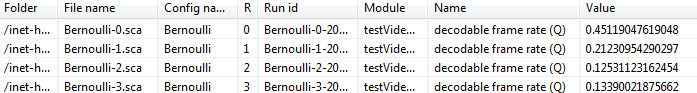 Folder File name Config na... R Run id Module Name Value
/inet-h... Bernoulli-0.sca Bernoulli 0 Bernoulli-0-20... testVide... decodable frame rate (Q) 0.45119047619048
/inet-h... Bernoulli-1.sca Bernoulli 1 Bernoulli-1-20... testVide... decodable frame rate (Q) 0.21230954290297
/inet-h... Bernoulli-2.sca Bernoulli 2 Bernoulli-2-20... testVide... decodable frame rate (Q) 0.12531123162454
/inet-h... Bernoulli-3.sca Bernoulli 3 Bernoulli-3-20... testVide... decodable frame rate (Q) 0.13390021875662